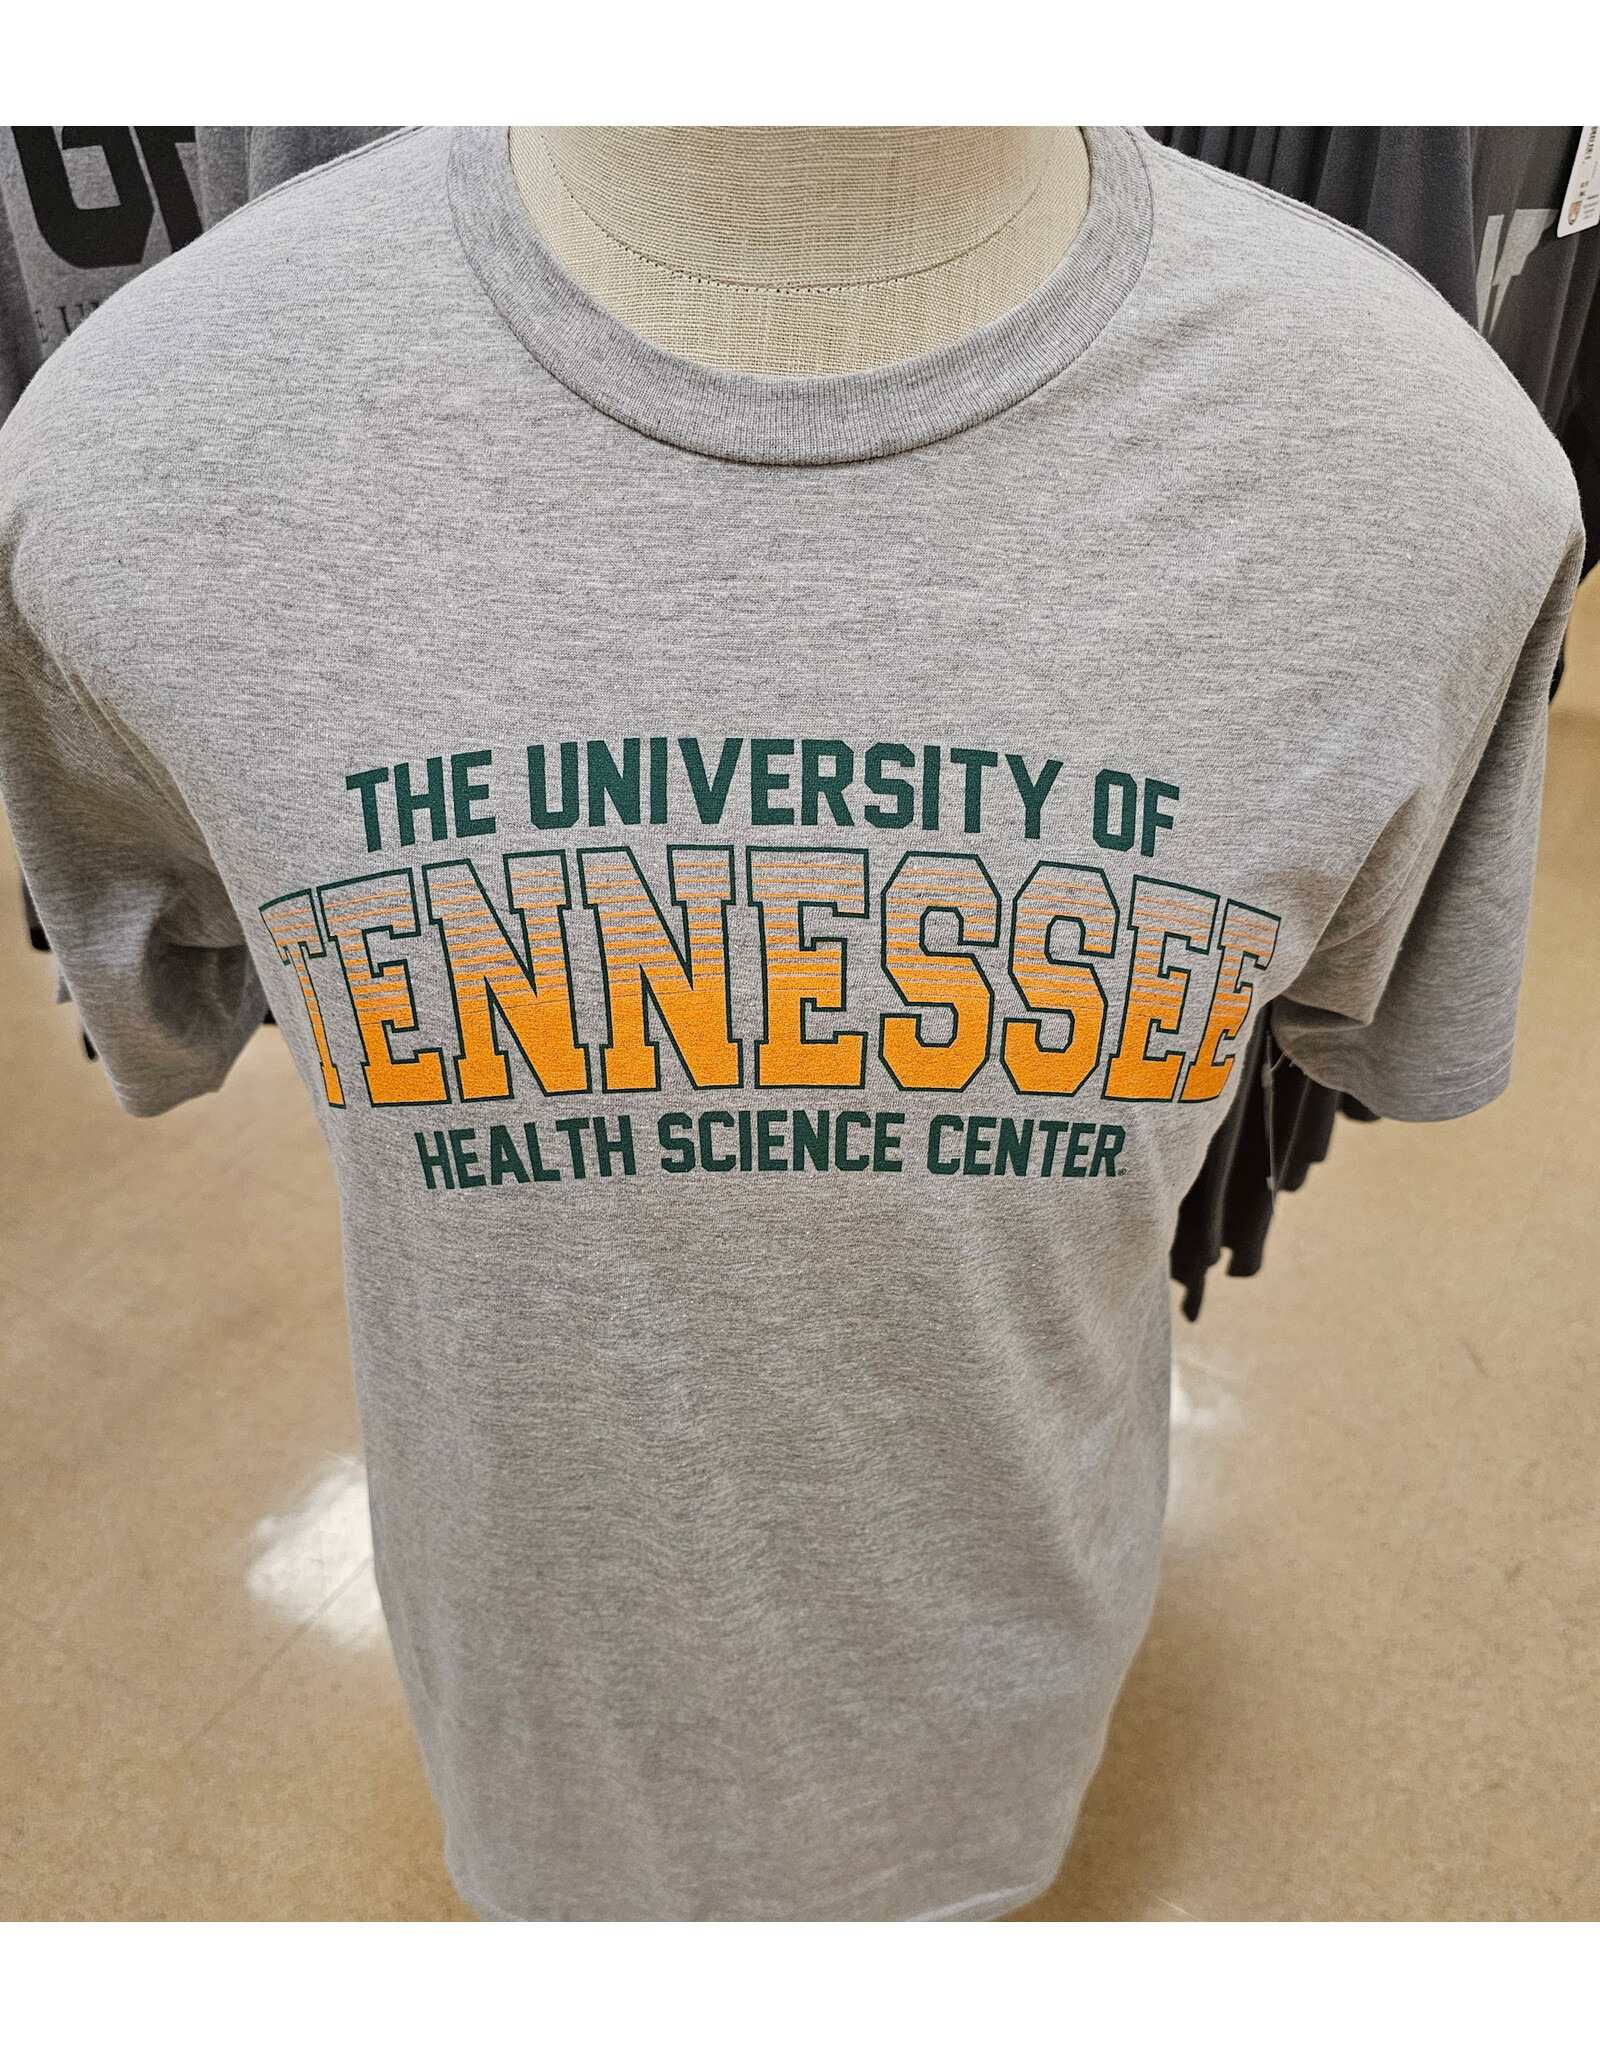 THE UNIVERSITY OF
TENNESSEE
HEALTH SCIENCE CENTER